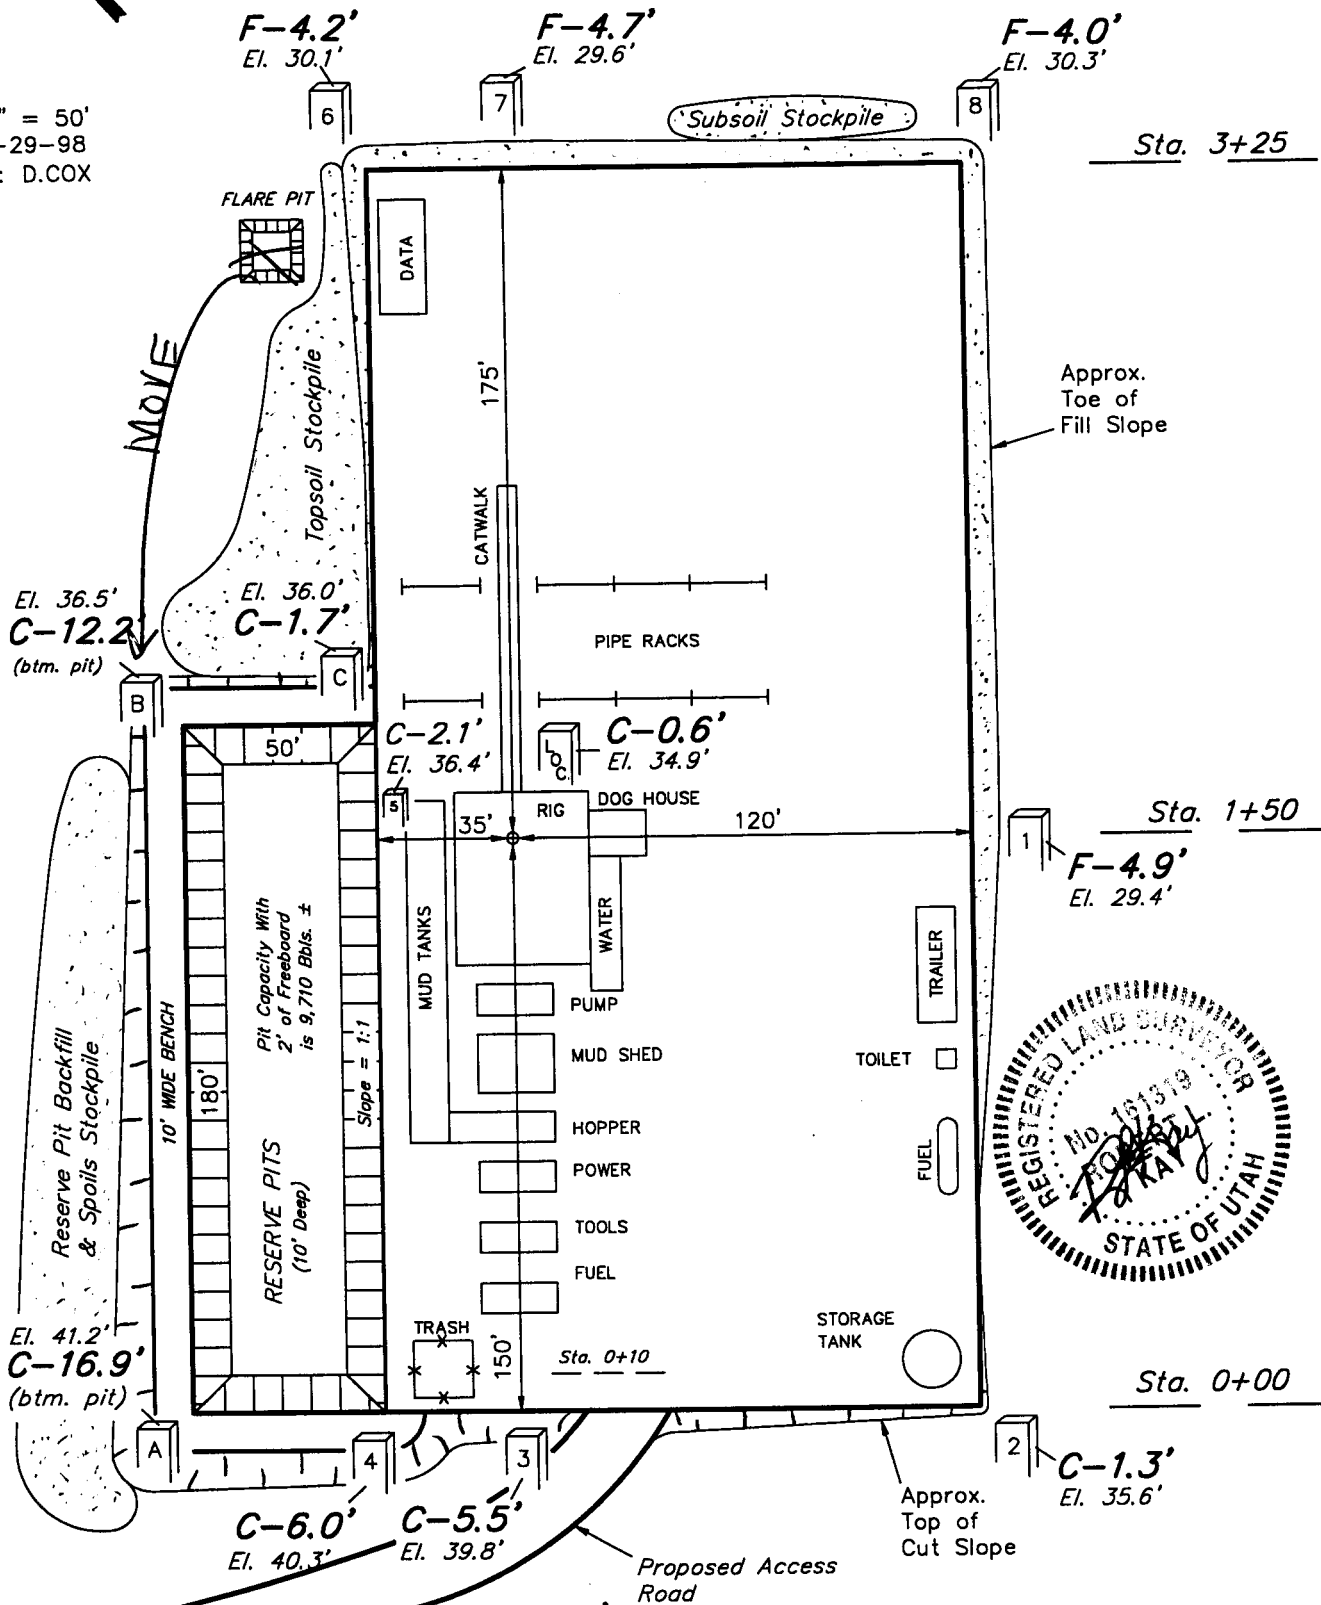 F-4.2'
El. 30.1'
F-4.7'
El. 29.6'
F-4.0'
El. 30.3'
6
7
8
" = 50'
-29-98
: D.COX
Subsoil Stockpile
Sta. 3+25
FLARE PIT
DATA
MOVE
Topsoil Stockpile
175'
Approx.
Toe of
Fill Slope
CATWALK
El. 36.5'
C-12.2'
(btm. pit)
El. 36.0'
C-1.7'
PIPE RACKS
B
C
50'
C-2.1'
El. 36.4'
LOC.
C-0.6'
El. 34.9'
5
RIG
DOG HOUSE
35'
120'
Sta. 1+50
1
F-4.9'
El. 29.4'
Reserve Pit Backfill
& Spoils Stockpile
10' WIDE BENCH
180'
Pit Capacity With
2' of Freeboard
is 9,710 Bbls. ±
RESERVE PITS
(10' Deep)
Slope = 1:1
MUD TANKS
WATER
TRAILER
PUMP
MUD SHED
TOILET
HOPPER
POWER
FUEL
TOOLS
FUEL
REGISTERED LAND SURVEYOR
No. 161319
ROBERT
KAY
STATE OF UTAH
STORAGE
TANK
TRASH
150'
Sta. 0+10
El. 41.2'
C-16.9'
(btm. pit)
Sta. 0+00
A
4
3
2
C-1.3'
El. 35.6'
C-6.0'
El. 40.3'
C-5.5'
El. 39.8'
Approx.
Top of
Cut Slope
Proposed Access
Road